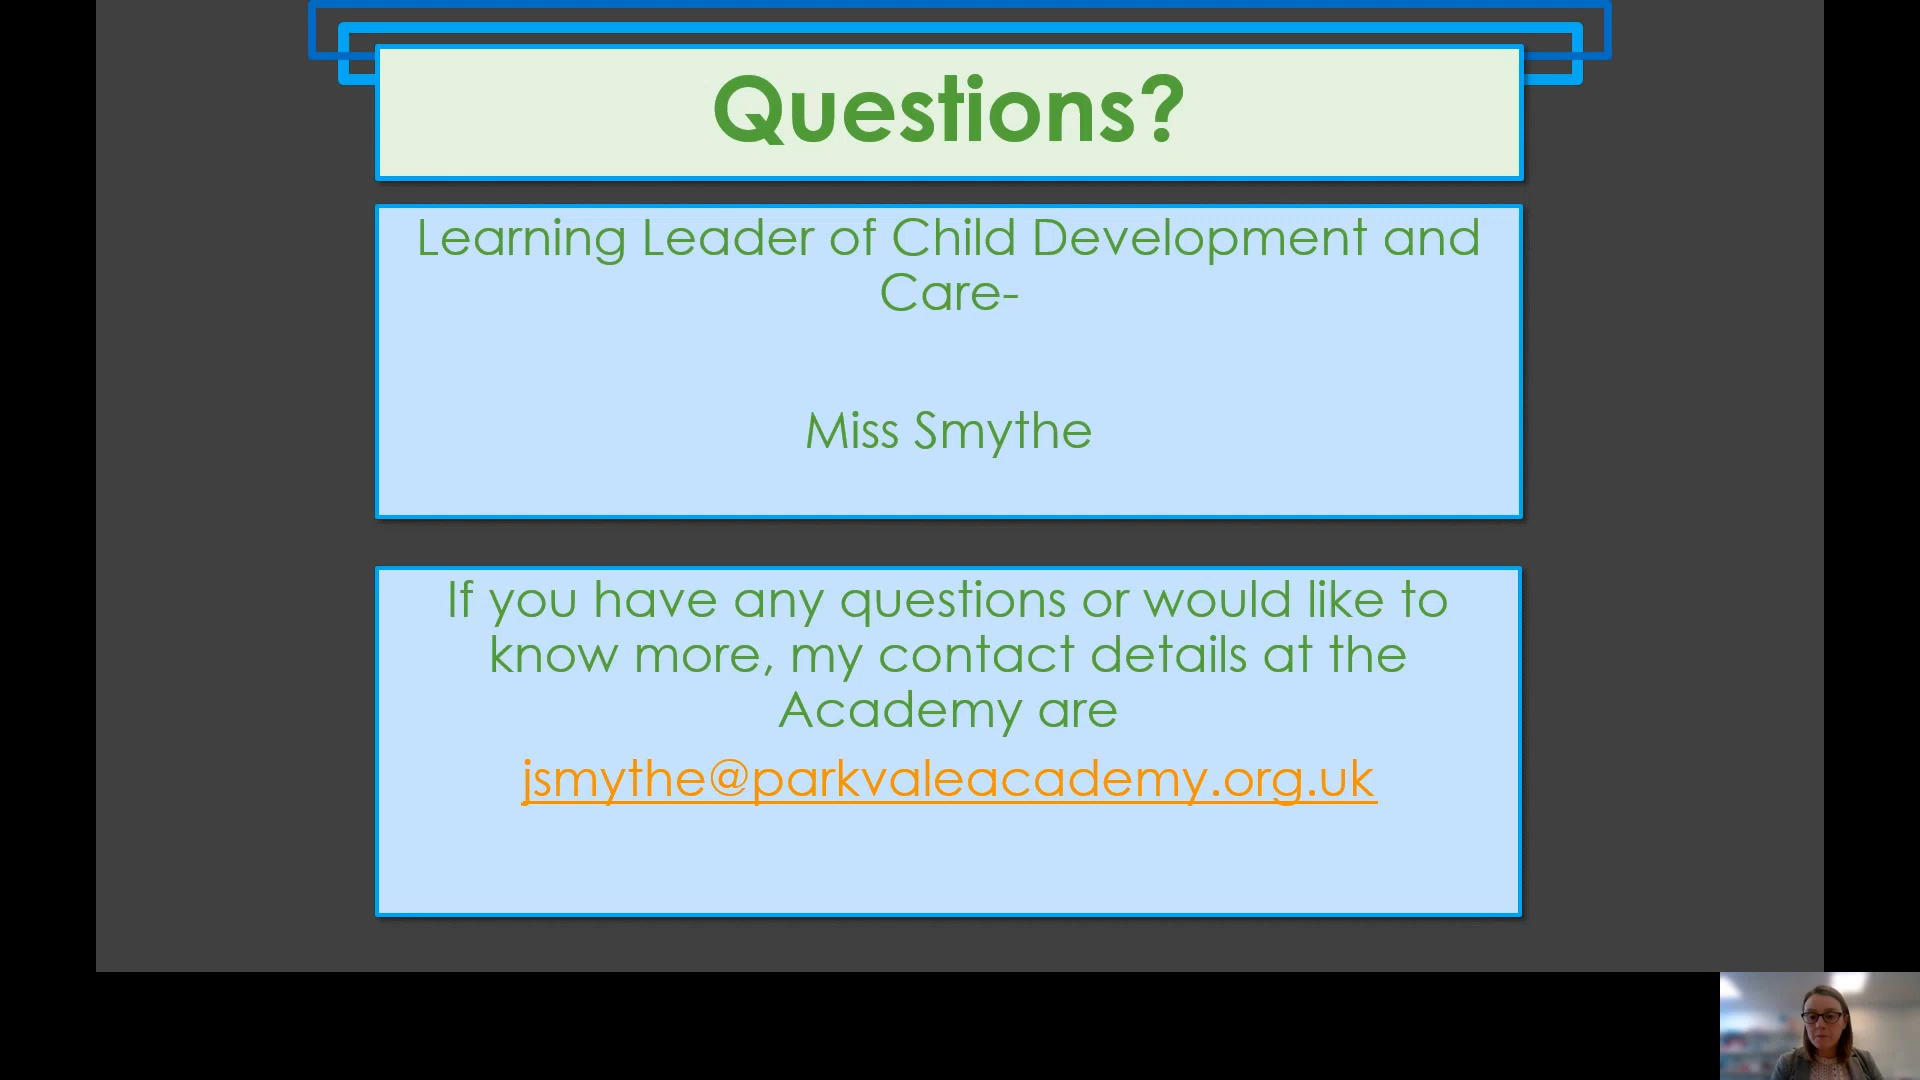 Questions?
Learning Leader of Child Development and
Care-
Miss Smythe
If you have any questions or would like to
know more, my contact details at the
Academy are
jsmythe@parkvaleacademy.org.uk